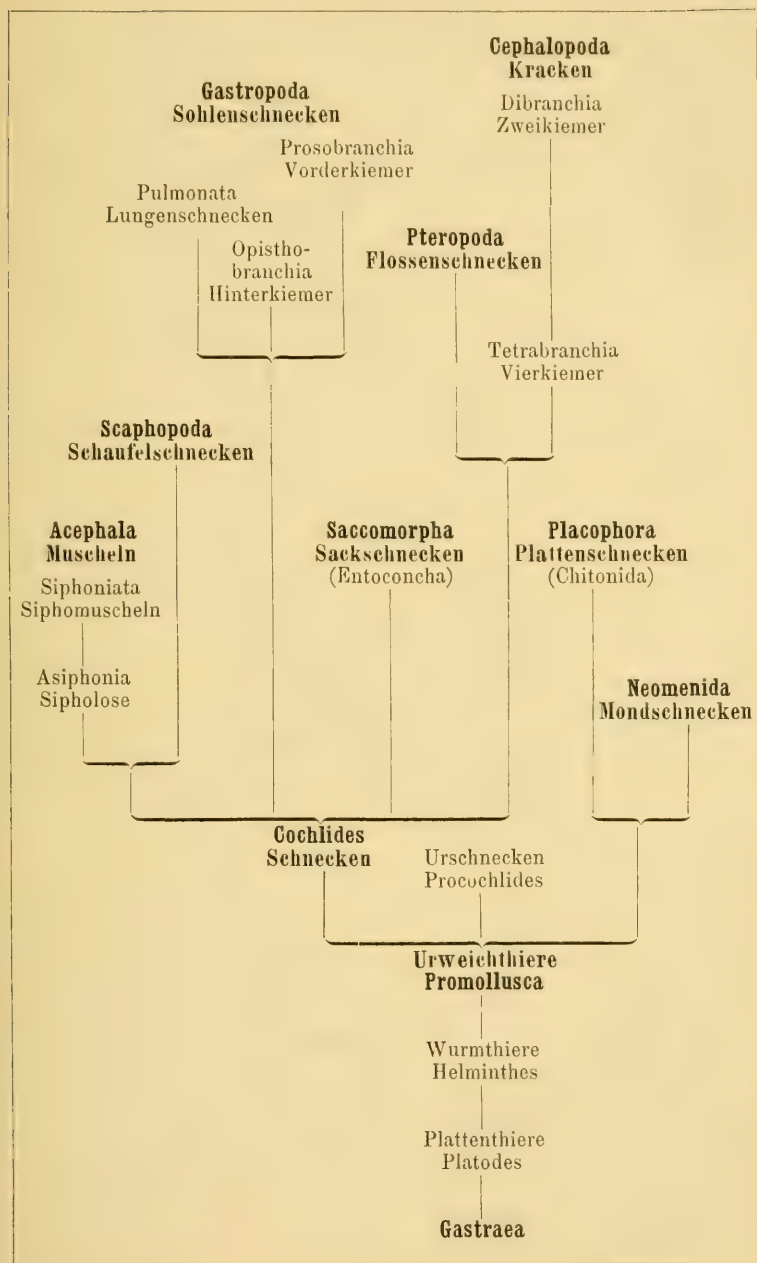 Cephalopoda
Kracken
Dibranchia
Zweikiemer
Gastropoda
Sohlenschnecken
Prosobranchia
Vorderkiemer
Pulmonata
Lungenschnecken
Opistho-
branchia
Hinterkiemer
Pteropoda
Flossenschnecken
Tetrabranchia
Vierkiemer
Scaphopoda
Schaufelschnecken
Acephala
Muscheln
Siphoniata
Siphomuscheln
Asiphonia
Sipholose
Saccomorpha
Sackschnecken
(Entoconcha)
Placophora
Plattenschnecken
(Chitonida)
Neomenida
Mondschnecken
Cochlides
Schnecken
Urschnecken
Procochlides
Urweichthiere
Promollusca
Wurmthiere
Helminthes
Plattenthiere
Platodes
Gastraea